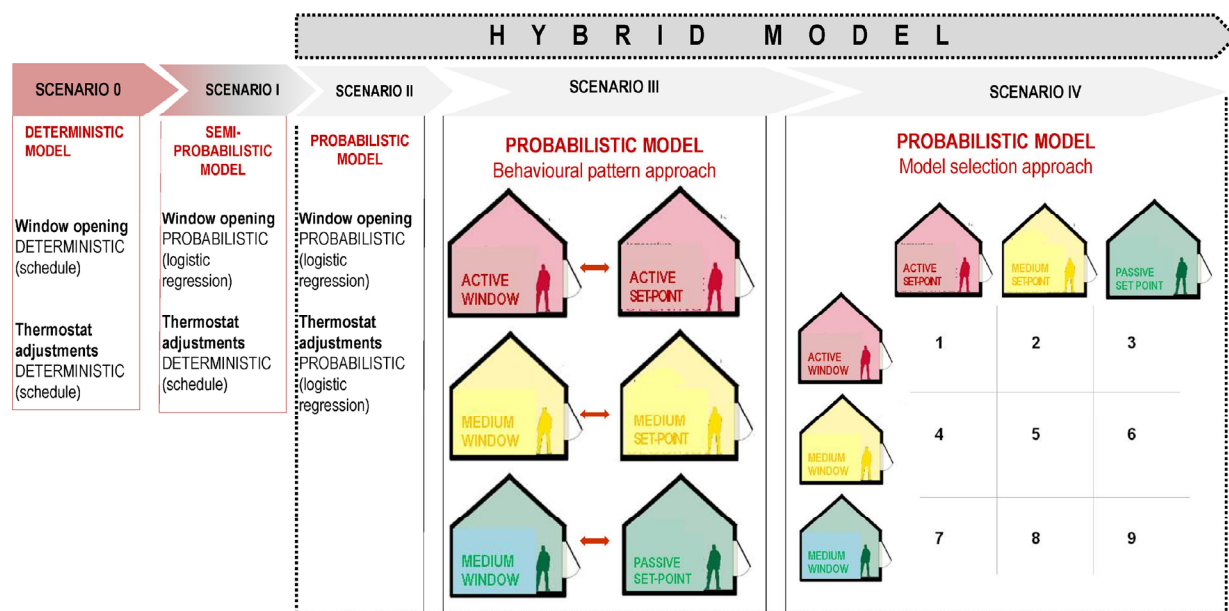 HYBRID MODEL
SCENARIO 0
SCENARIO I
SCENARIO II
SCENARIO III
SCENARIO IV
DETERMINISTIC
MODEL
Window opening
DETERMINISTIC
(schedule)
Thermostat
adjustments
DETERMINISTIC
(schedule)
SEMI-
PROBABILISTIC
MODEL
Window opening
PROBABILISTIC
(logistic
regression)
Thermostat
adjustments
DETERMINISTIC
(schedule)
PROBABILISTIC
MODEL
Window opening
PROBABILISTIC
(logistic
regression)
Thermostat
adjustments
PROBABILISTIC
(logistic
regression)
PROBABILISTIC MODEL
Behavioural pattern approach
ACTIVE
WINDOW
ACTIVE
SET-POINT
MEDIUM
WINDOW
MEDIUM
SET-POINT
MEDIUM
WINDOW
PASSIVE
SET-POINT
PROBABILISTIC MODEL
Model selection approach
ACTIVE
SET-POINT
MEDIUM
SET-POINT
PASSIVE
SET POINT
ACTIVE
WINDOW
1 2 3
MEDIUM
WINDOW
4 5 6
MEDIUM
WINDOW
7 8 9